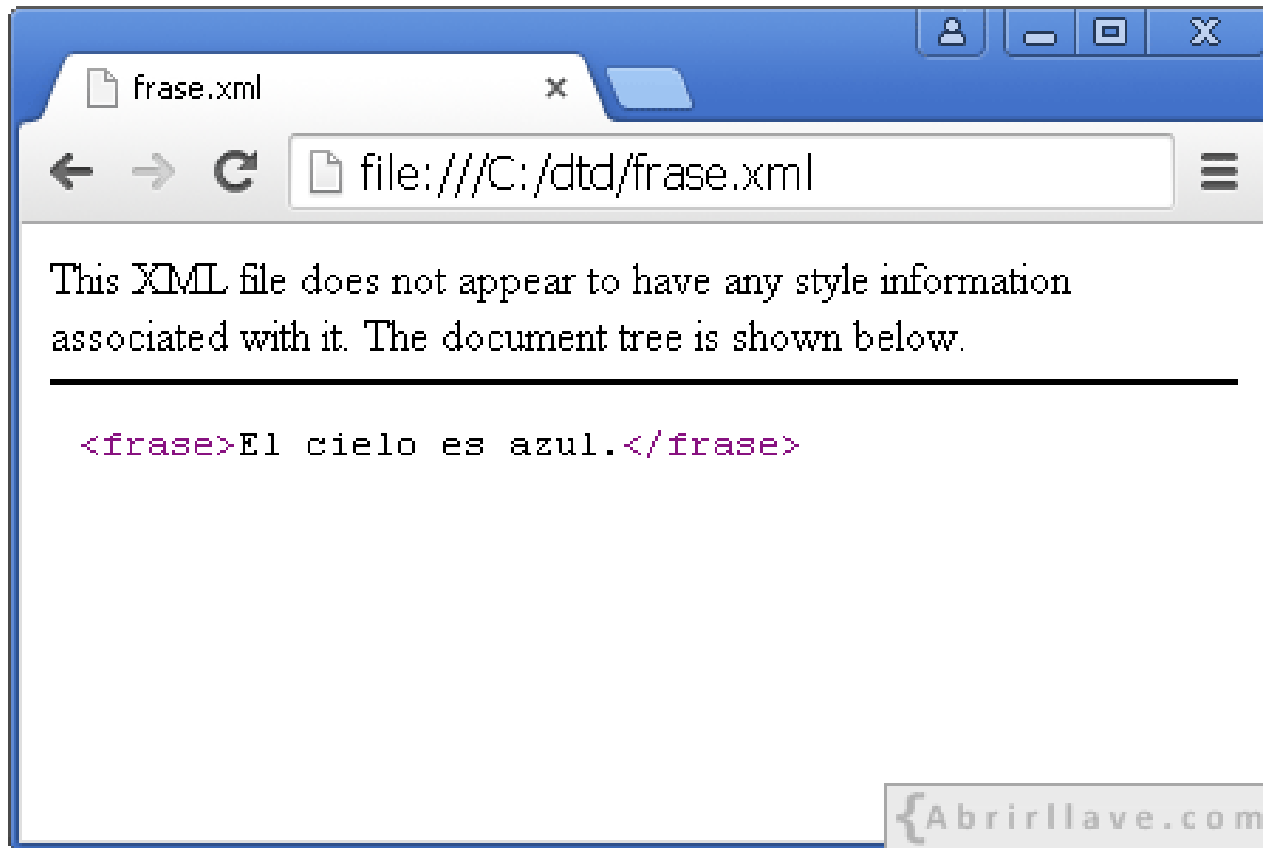 frase.xml
file:///C:/dtd/frase.xml
This XML file does not appear to have any style information
associated with it. The document tree is shown below.
<frase>El cielo es azul.</frase>
{Abrirllave.com